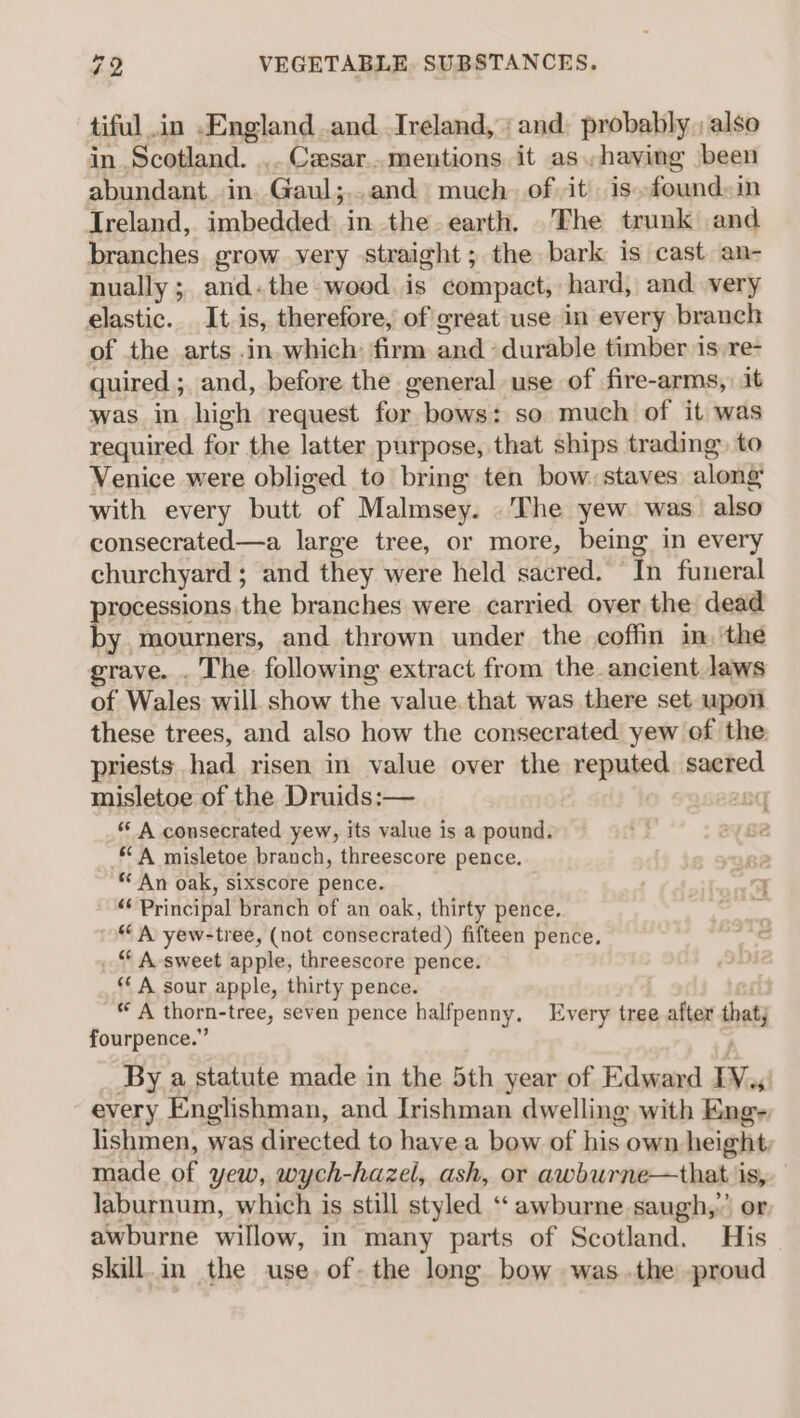 72 VEGETABLE SUBSTANCES.
tiful in England and Ireland, and probably also
in Scotland. Cæsar mentions it as having been
abundant in Gaul; and much of it is found in
Ireland, imbedded in the earth. The trunk and
branches grow very straight; the bark is cast an-
nually; and the wood is compact, hard, and very
elastic. It is, therefore, of great use in every branch
of the arts in which firm and durable timber is re-
quired; and, before the general use of fire-arms, it
was in high request for bows: so much of it was
required for the latter purpose, that ships trading to
Venice were obliged to bring ten bow staves along
with every butt of Malmsey. The yew was also
consecrated—a large tree, or more, being in every
churchyard; and they were held sacred. In funeral
processions the branches were carried over the dead
by mourners, and thrown under the coffin in the
grave. The following extract from the ancient laws
of Wales will show the value that was there set upon
these trees, and also how the consecrated yew of the
priests had risen in value over the reputed sacred
misletoe of the Druids:—
“A consecrated yew, its value is a pound.
“A misletoe branch, threescore pence.
“An oak, sixscore pence.
“Principal branch of an oak, thirty pence.
“A yew-tree, (not consecrated) fifteen pence.
“A sweet apple, threescore pence.
“A sour apple, thirty pence.
“A thorn-tree, seven pence halfpenny. Every tree after that,
fourpence.”
By a statute made in the 5th year of Edward IV.,
every Englishman, and Irishman dwelling with Eng-
lishmen, was directed to have a bow of his own height
made of yew, wych-hazel, ash, or awburne—that is,
laburnum, which is still styled “awburne saugh,” or
awburne willow, in many parts of Scotland. His
skill in the use of the long bow was the proud